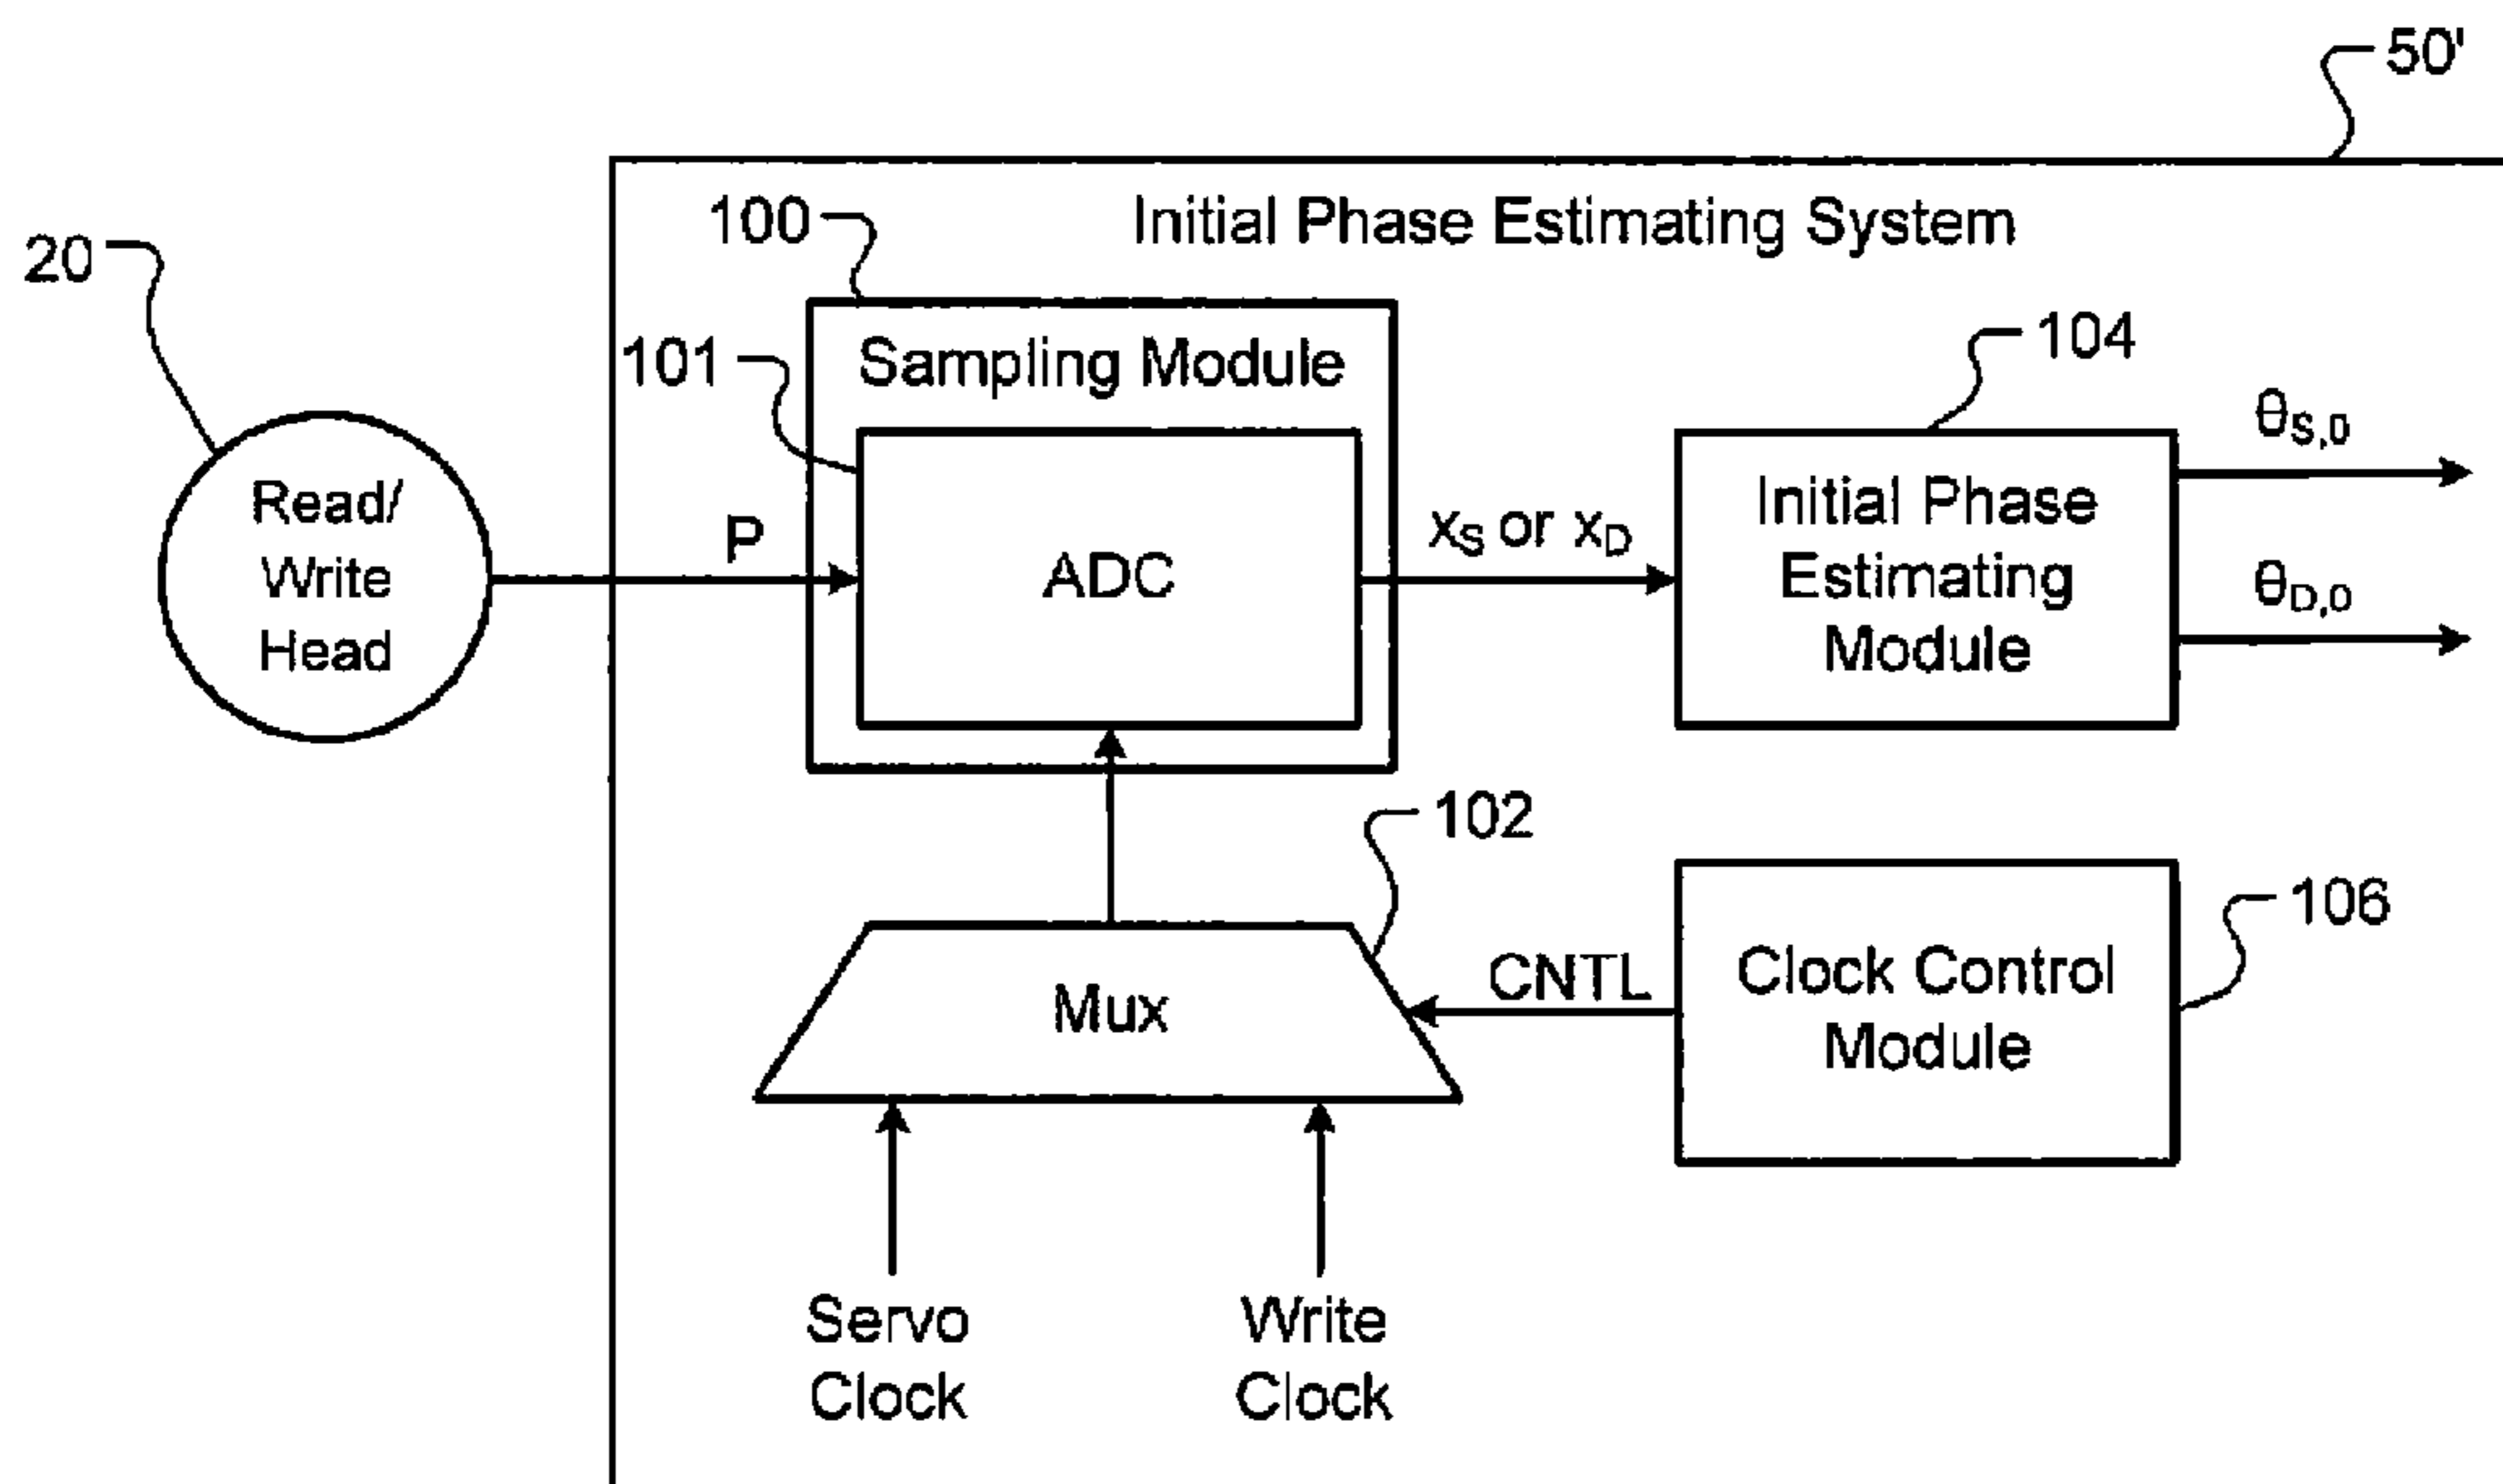 50'
Initial Phase Estimating System
100
20
Sampling Module
101
104
θS,0
Read/
Write
Head
P
ADC
xS or xD
Initial Phase
Estimating
Module
θD,0
102
106
Mux
CNTL
Clock Control
Module
Servo
Clock
Write
Clock